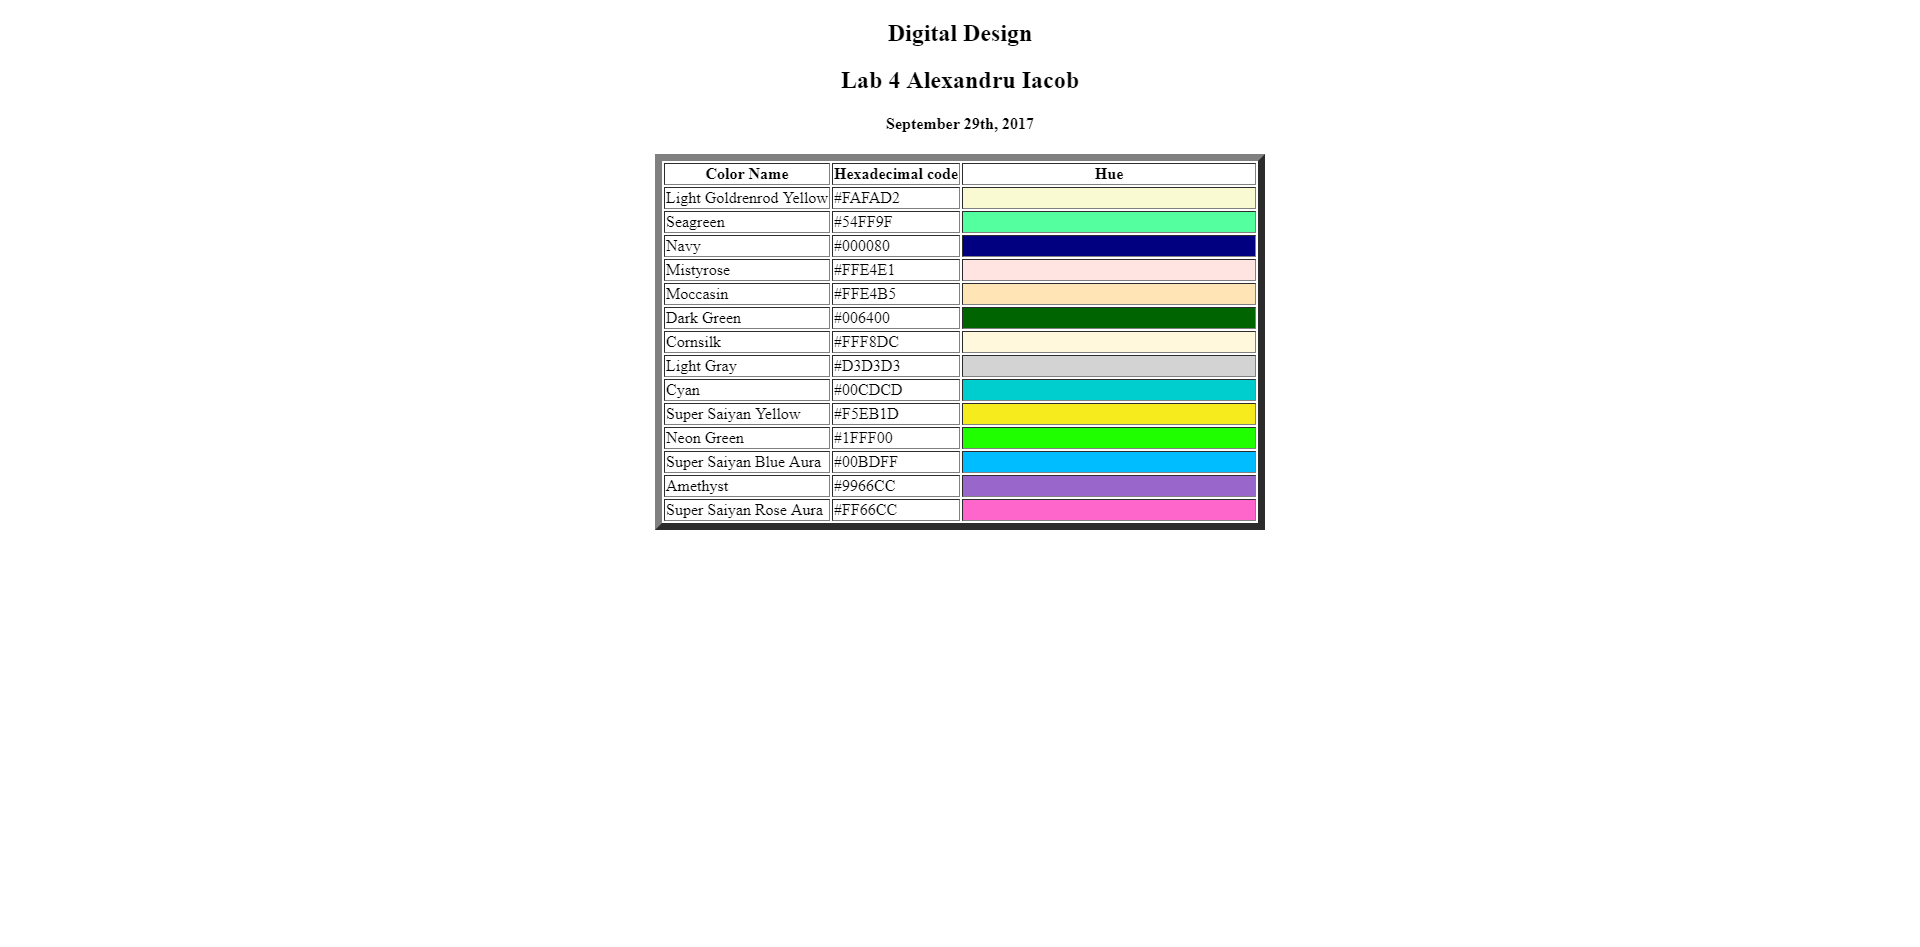 Digital Design
Lab 4 Alexandru Iacob
September 29th, 2017
Color Name Hexadecimal code Hue
Light Goldrenrod Yellow #FAFAD2
Seagreen #54FF9F
Navy #000080
Mistyrose #FFE4E1
Moccasin #FFE4B5
Dark Green #006400
Cornsilk #FFF8DC
Light Gray #D3D3D3
Cyan #00CDCD
Super Saiyan Yellow #F5EB1D
Neon Green #1FFF00
Super Saiyan Blue Aura #00BDFF
Amethyst #9966CC
Super Saiyan Rose Aura #FF66CC